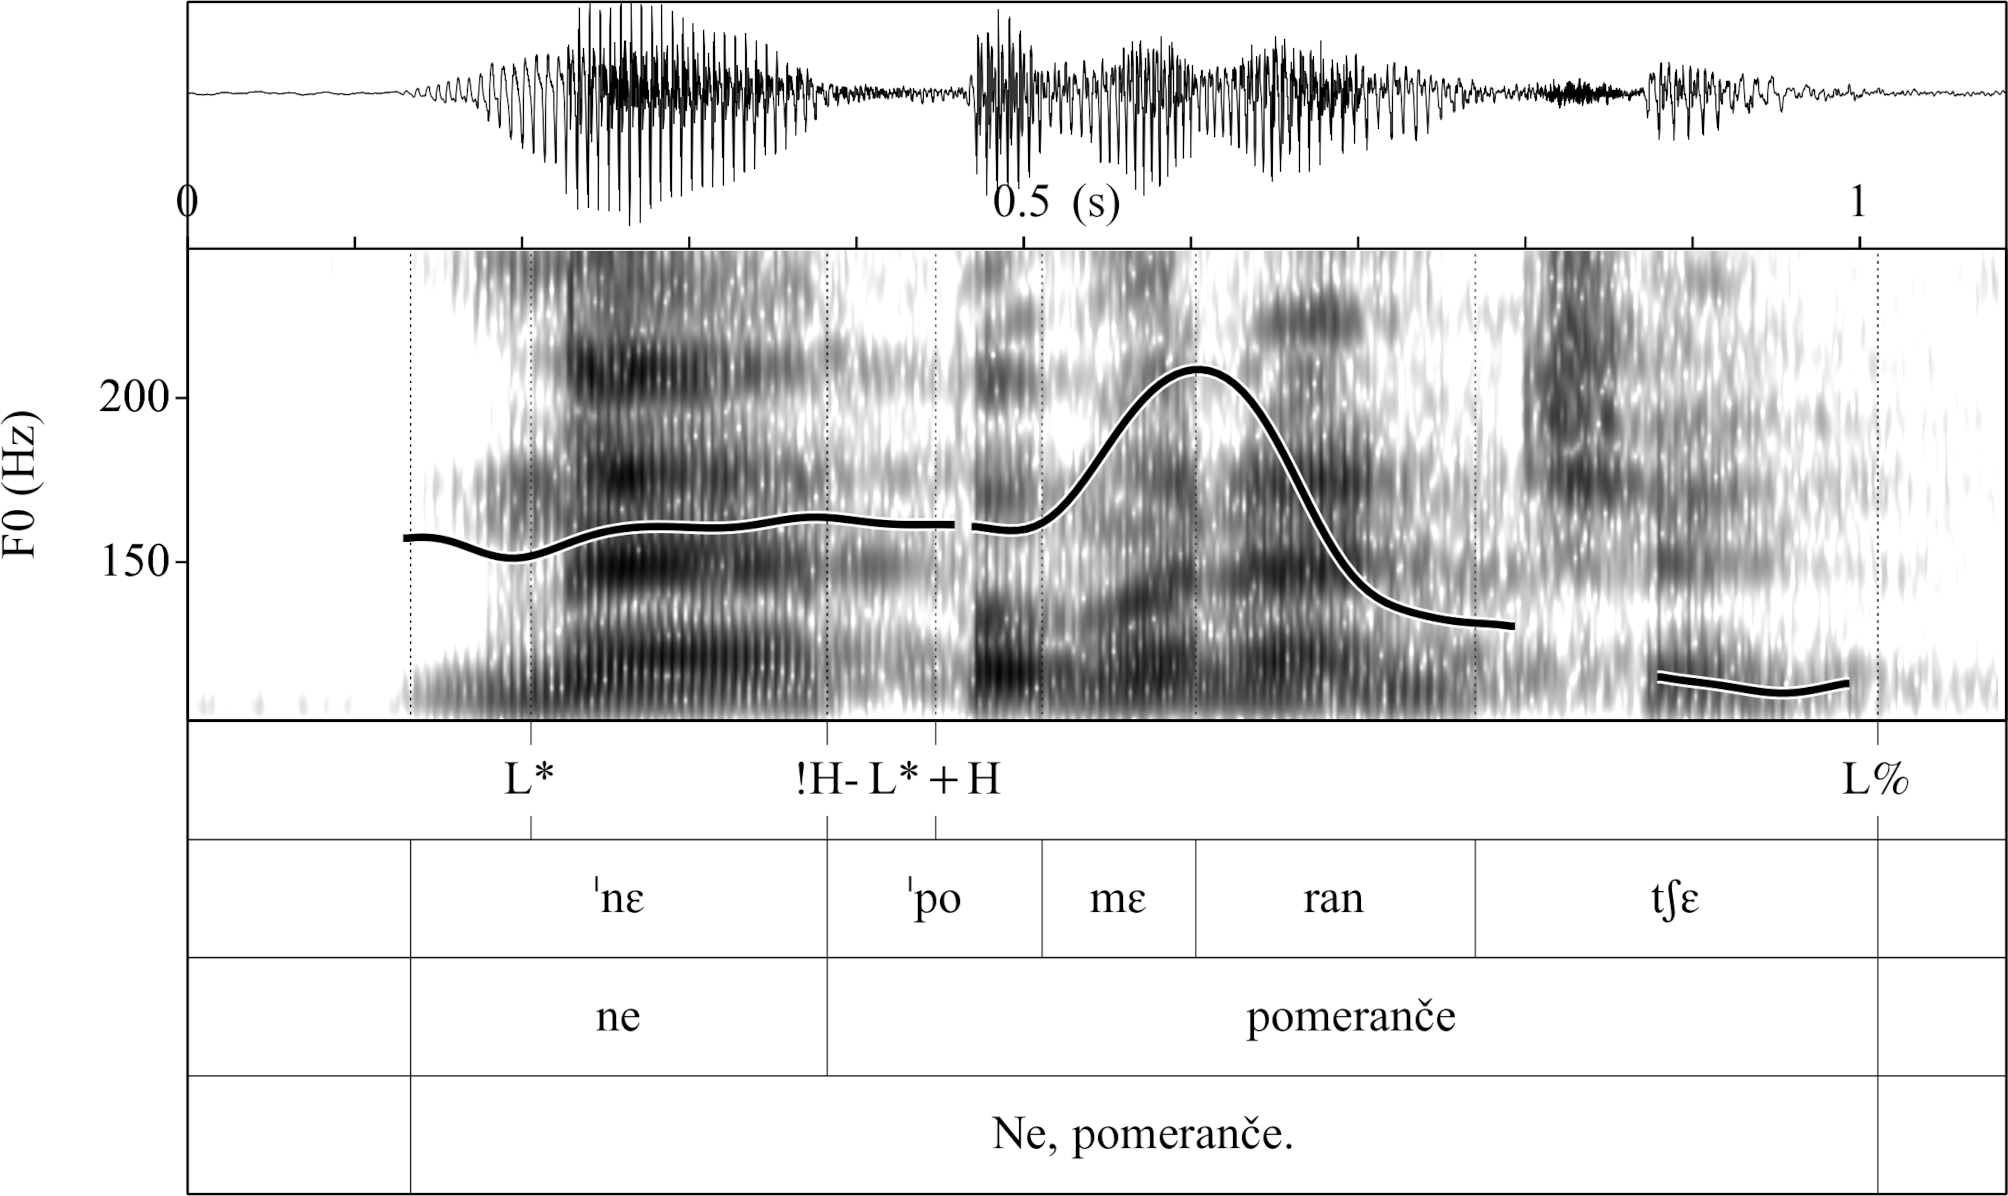 0 0.5 (s) 1
F0 (Hz)
200
150
L* !H- L* + H L%
ˈnɛ ˈpo mɛ ran tʃɛ
ne pomeranče
Ne, pomeranče.